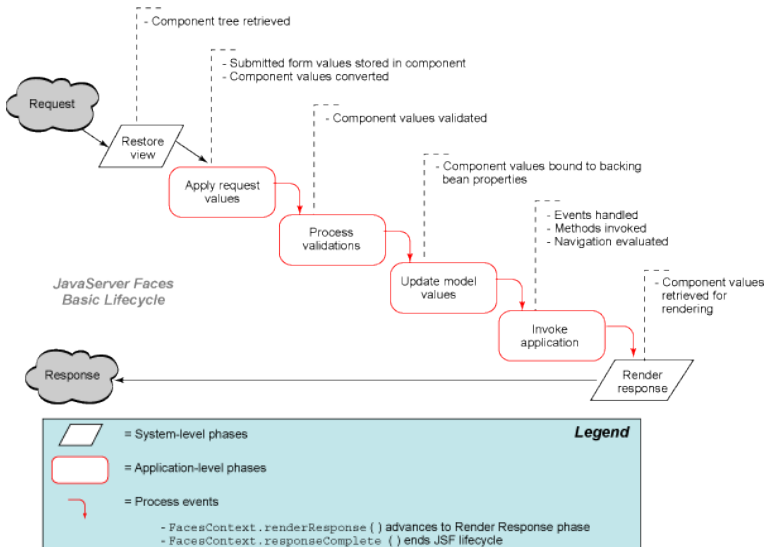 - Component tree retrieved
- Submitted form values stored in component
- Component values converted
Request
- Component values validated
Restore
view
- Component values bound to backing
bean properties
Apply request
values
- Events handled
- Methods invoked
- Navigation evaluated
Process
validations
JavaServer Faces
Basic Lifecycle
Update model
values
- Component values
retrieved for
rendering
Invoke
application
Response
Render
response
Legend
= System-level phases
= Application-level phases
= Process events
- FacesContext.renderResponse ( ) advances to Render Response phase
- FacesContext.responseComplete ( ) ends JSF lifecycle